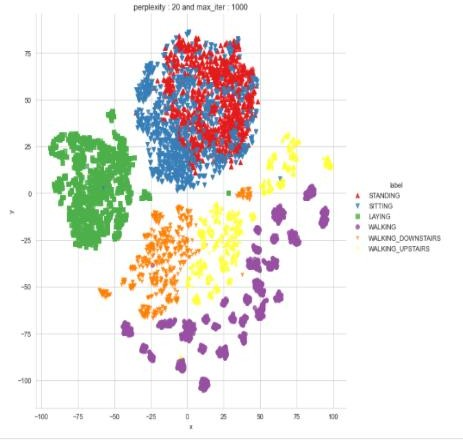 perplexity : 20 and max_iter : 1000
75
50
25
0
−25
−50
−75
−100
y
−100
−75
−50
−25
0
25
50
75
100
x
label
STANDING
SITTING
LAYING
WALKING
WALKING_DOWNSTAIRS
WALKING_UPSTAIRS